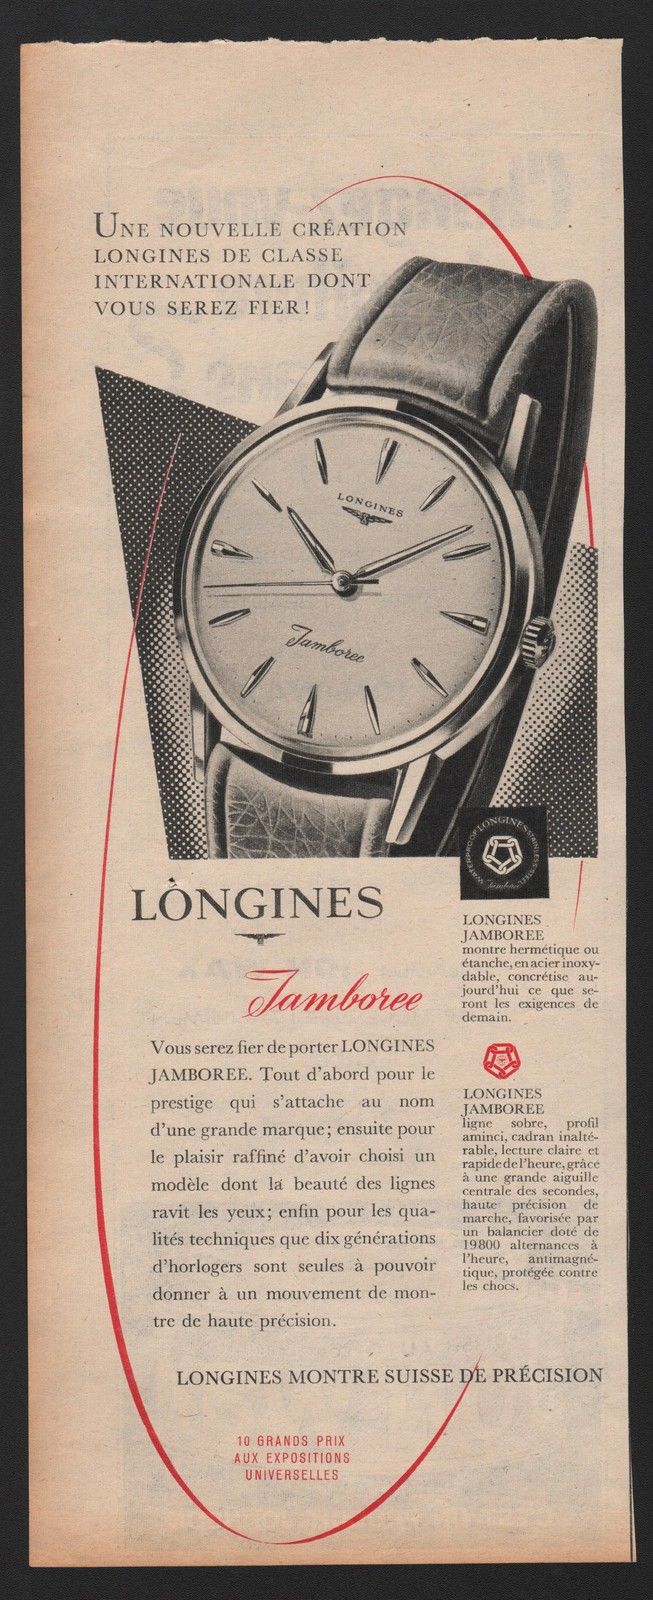 UNE NOUVELLE CRÉATION
LONGINES DE CLASSE
INTERNATIONALE DONT
VOUS SEREZ FIER!
LONGINES
Jamboree
WATERPROOF LONGINES STAINLESS STEEL
Jamboree
LONGINES
Jamboree
Vous serez fier de porter LONGINES
JAMBOREE. Tout d'abord pour le
prestige qui s'attache au nom
d'une grande marque; ensuite pour
le plaisir raffiné d'avoir choisi un
modèle dont la beauté des lignes
ravit les yeux; enfin pour les qua-
lités techniques que dix générations
d'horlogers sont seules à pouvoir
donner à un mouvement de mon-
tre de haute précision.
LONGINES
JAMBOREE
montre hermétique ou
étanche, en acier inoxy-
dable, concrétise au-
jourd'hui ce que se-
ront les exigences de
demain.
LONGINES
JAMBOREE
ligne sobre, profil
aminci, cadran inalté-
rable, lecture claire et
rapide de l'heure, grâce
à une grande aiguille
centrale des secondes,
haute précision de
marche, favorisée par
un balancier doté de
19800 alternances à
l'heure, antimagné-
tique, protégée contre
les chocs.
LONGINES MONTRE SUISSE DE PRÉCISION
10 GRANDS PRIX
AUX EXPOSITIONS
UNIVERSELLES